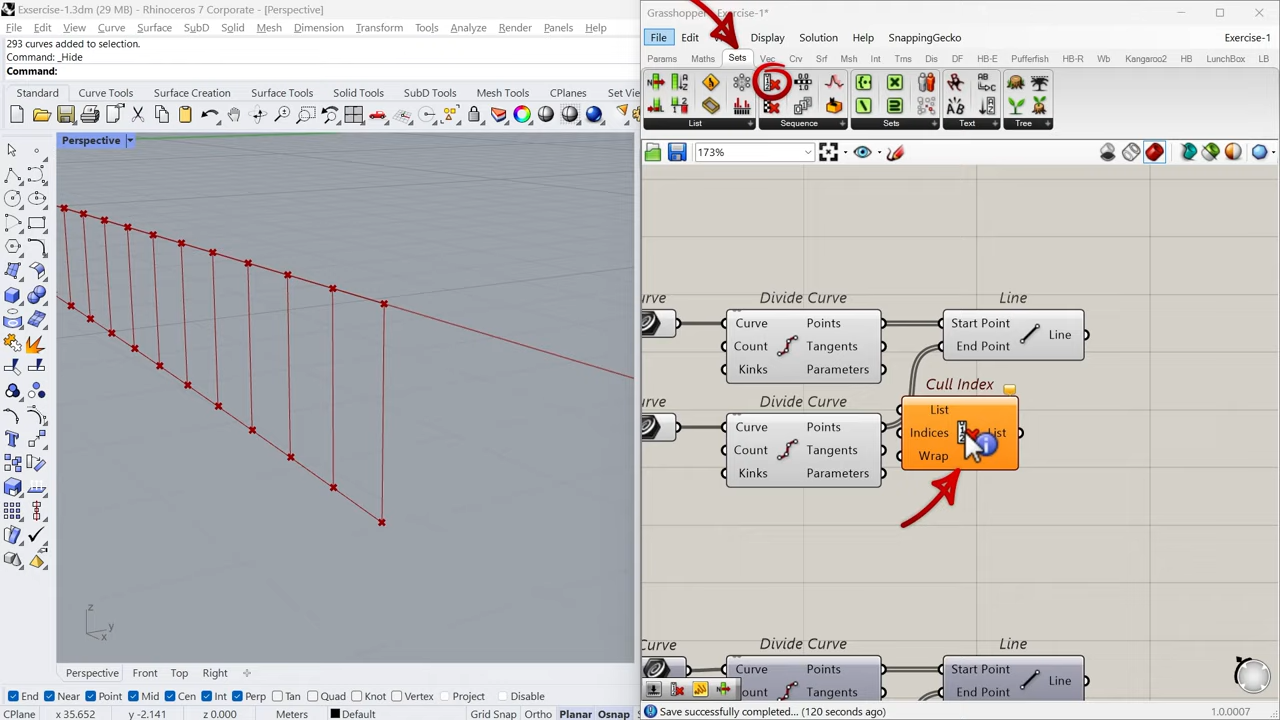 Exsercise-1.3dm (29 MB) - Rhinoceros 7 Corporate - [Perspective]
File Edit View Curve Surface SubD Solid Mesh Dimension Transform Tools Analyze Render Panels Help
293 curves added to selection.
Command: _Hide
Command:
Standard Curve Tools Surface Creation Surface Tools Solid Tools SubD Tools Mesh Tools CPlanes Set Vie
Perspective
z
y
x
Perspective Front Top Right
End Near Point Mid Cen Int Perp Tan Quad Knot Vertex Project Disable
CPlane x 35.652 y -2.141 z 0.000 Meters Default Grid Snap Ortho Planar Osnap
Exercise-1*
File Edit Display Solution Help SnappingGecko Exercise-1
Params Maths Sets Vec Crv Srf Msh Int Trns Dis DF HB-E Pufferfish HB-R Wb Kangaroo2 HB LunchBox LB
List Sequence Sets Text Tree
173%
urve Divide Curve Line
Curve Points Start Point
Count Tangents End Point Line
Kinks Parameters
Cull Index
urve Divide Curve
List
Curve Points
Indices List
Count Tangents
Wrap
Kinks Parameters
Curve Divide Curve Line
Curve Points Start Point
Line
Count Tangents End Point
Save successfully completed... (120 seconds ago) 1.0.0007